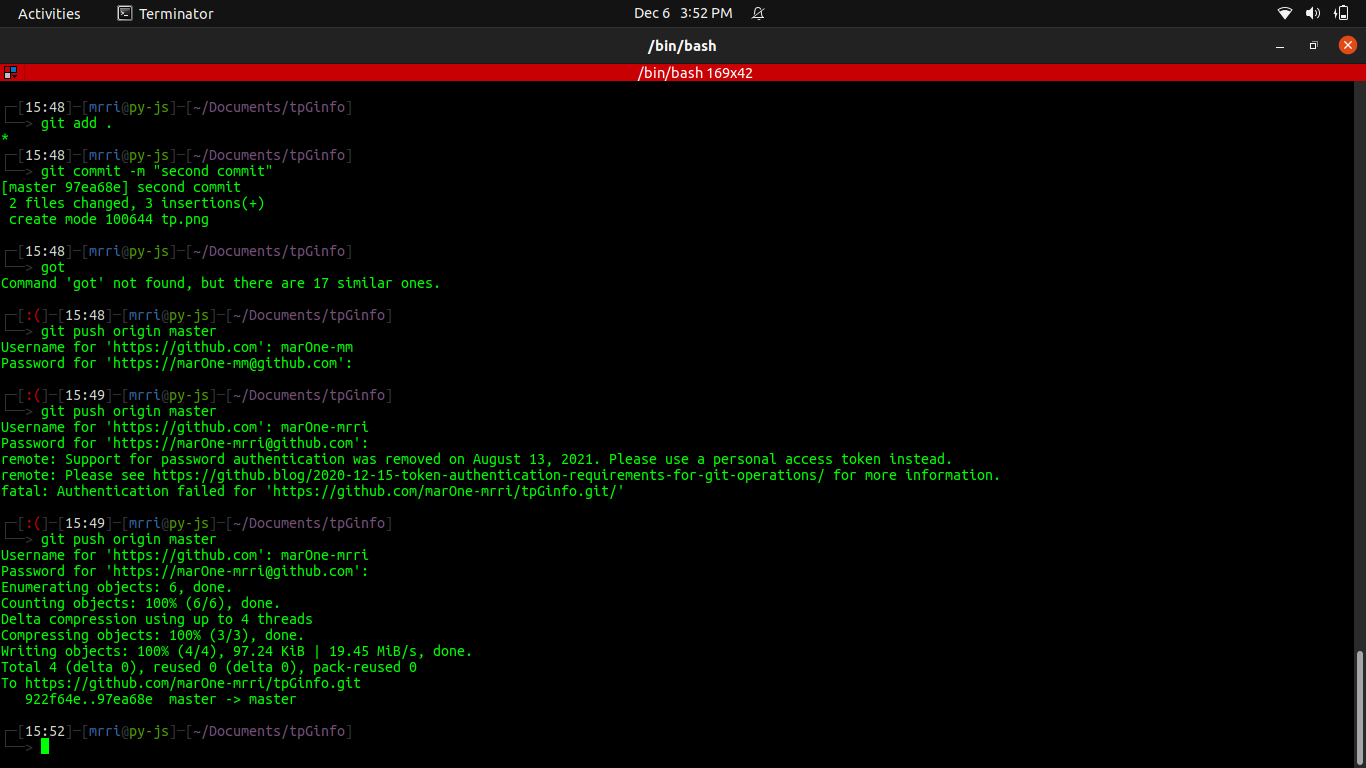 Activities Terminator Dec 6 3:52 PM
/bin/bash
/bin/bash 169x42
┌─[15:48]─[mrri@py-js]─[~/Documents/tpGinfo]
└──> git add .
*
┌─[15:48]─[mrri@py-js]─[~/Documents/tpGinfo]
└──> git commit -m "second commit"
[master 97ea68e] second commit
 2 files changed, 3 insertions(+)
 create mode 100644 tp.png
┌─[15:48]─[mrri@py-js]─[~/Documents/tpGinfo]
└──> got
Command 'got' not found, but there are 17 similar ones.
┌─[:(]─[15:48]─[mrri@py-js]─[~/Documents/tpGinfo]
└──> git push origin master
Username for 'https://github.com': marOne-mm
Password for 'https://marOne-mm@github.com':
┌─[:(]─[15:49]─[mrri@py-js]─[~/Documents/tpGinfo]
└──> git push origin master
Username for 'https://github.com': marOne-mrri
Password for 'https://marOne-mrri@github.com':
remote: Support for password authentication was removed on August 13, 2021. Please use a personal access token instead.
remote: Please see https://github.blog/2020-12-15-token-authentication-requirements-for-git-operations/ for more information.
fatal: Authentication failed for 'https://github.com/marOne-mrri/tpGinfo.git/'
┌─[:(]─[15:49]─[mrri@py-js]─[~/Documents/tpGinfo]
└──> git push origin master
Username for 'https://github.com': marOne-mrri
Password for 'https://marOne-mrri@github.com':
Enumerating objects: 6, done.
Counting objects: 100% (6/6), done.
Delta compression using up to 4 threads
Compressing objects: 100% (3/3), done.
Writing objects: 100% (4/4), 97.24 KiB | 19.45 MiB/s, done.
Total 4 (delta 0), reused 0 (delta 0), pack-reused 0
To https://github.com/marOne-mrri/tpGinfo.git
   922f64e..97ea68e  master -> master
┌─[15:52]─[mrri@py-js]─[~/Documents/tpGinfo]
└──>